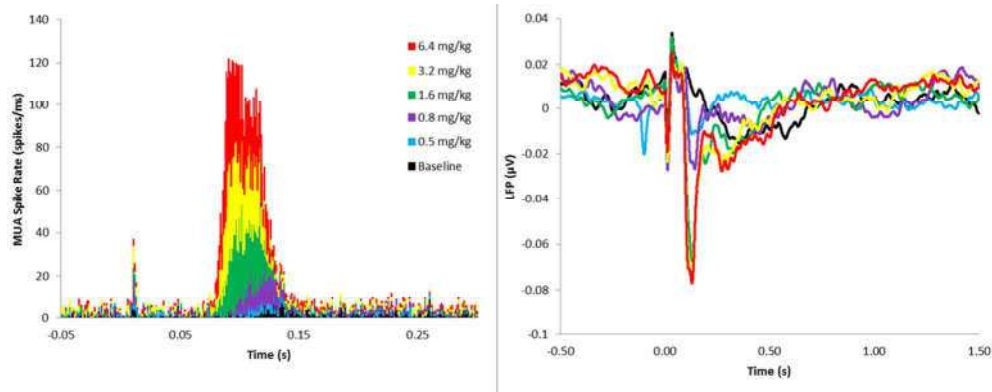 140
120
100
80
60
40
20
0
MUA Spike Rate (spikes/ms)
-0.05
0.05
0.15
0.25
Time (s)
6.4 mg/kg
3.2 mg/kg
1.6 mg/kg
0.8 mg/kg
0.5 mg/kg
Baseline
0.04
0.02
0
-0.02
-0.04
-0.06
-0.08
-0.1
LFP (µV)
-0.50
0.00
0.50
1.00
1.50
Time (s)